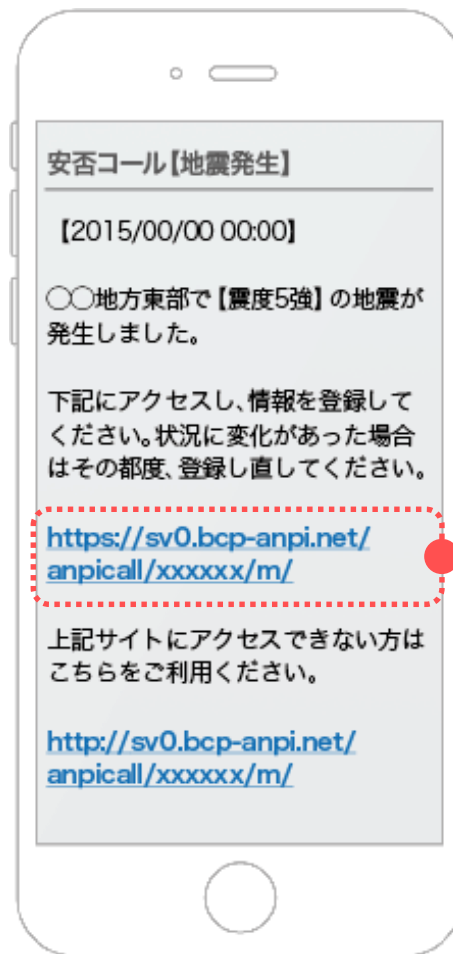 安否コール【地震発生】
【2015/00/00 00:00】
○○地方東部で【震度5強】の地震が
発生しました。
下記にアクセスし、情報を登録して
ください。状況に変化があった場合
はその都度、登録し直してください。
https://sv0.bcp-anpi.net/
anpicall/xxxxxx/m/
上記サイトにアクセスできない方は
こちらをご利用ください。
http://sv0.bcp-anpi.net/
anpicall/xxxxxx/m/